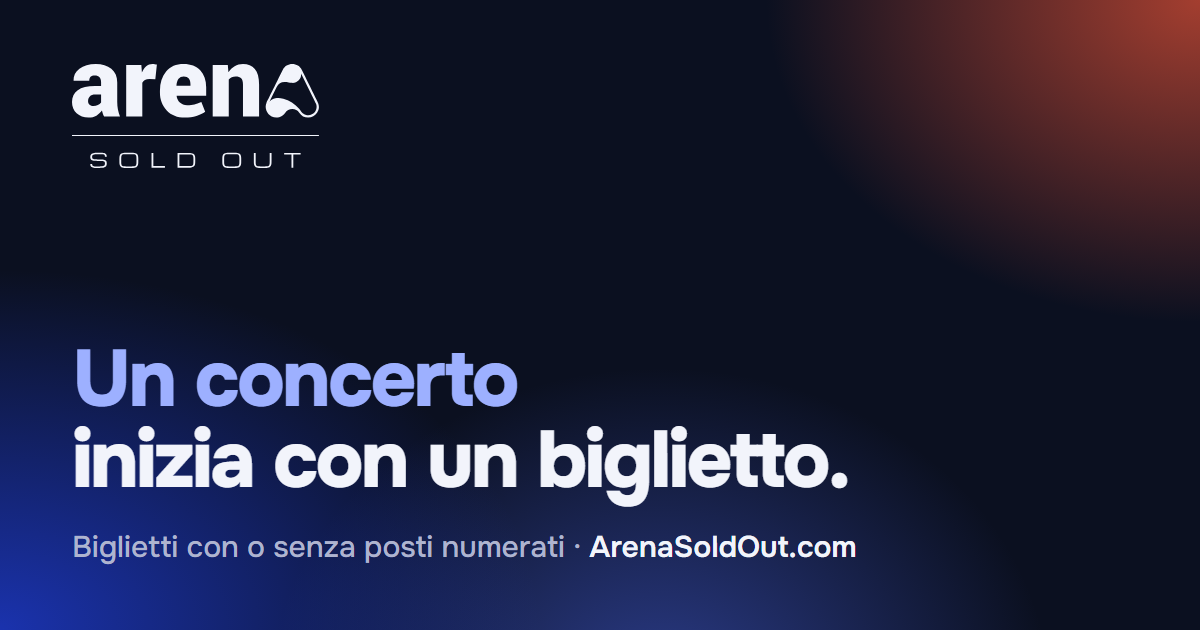 arena
SOLD OUT
Un concerto
inizia con un biglietto.
Biglietti con o senza posti numerati · ArenaSoldOut.com